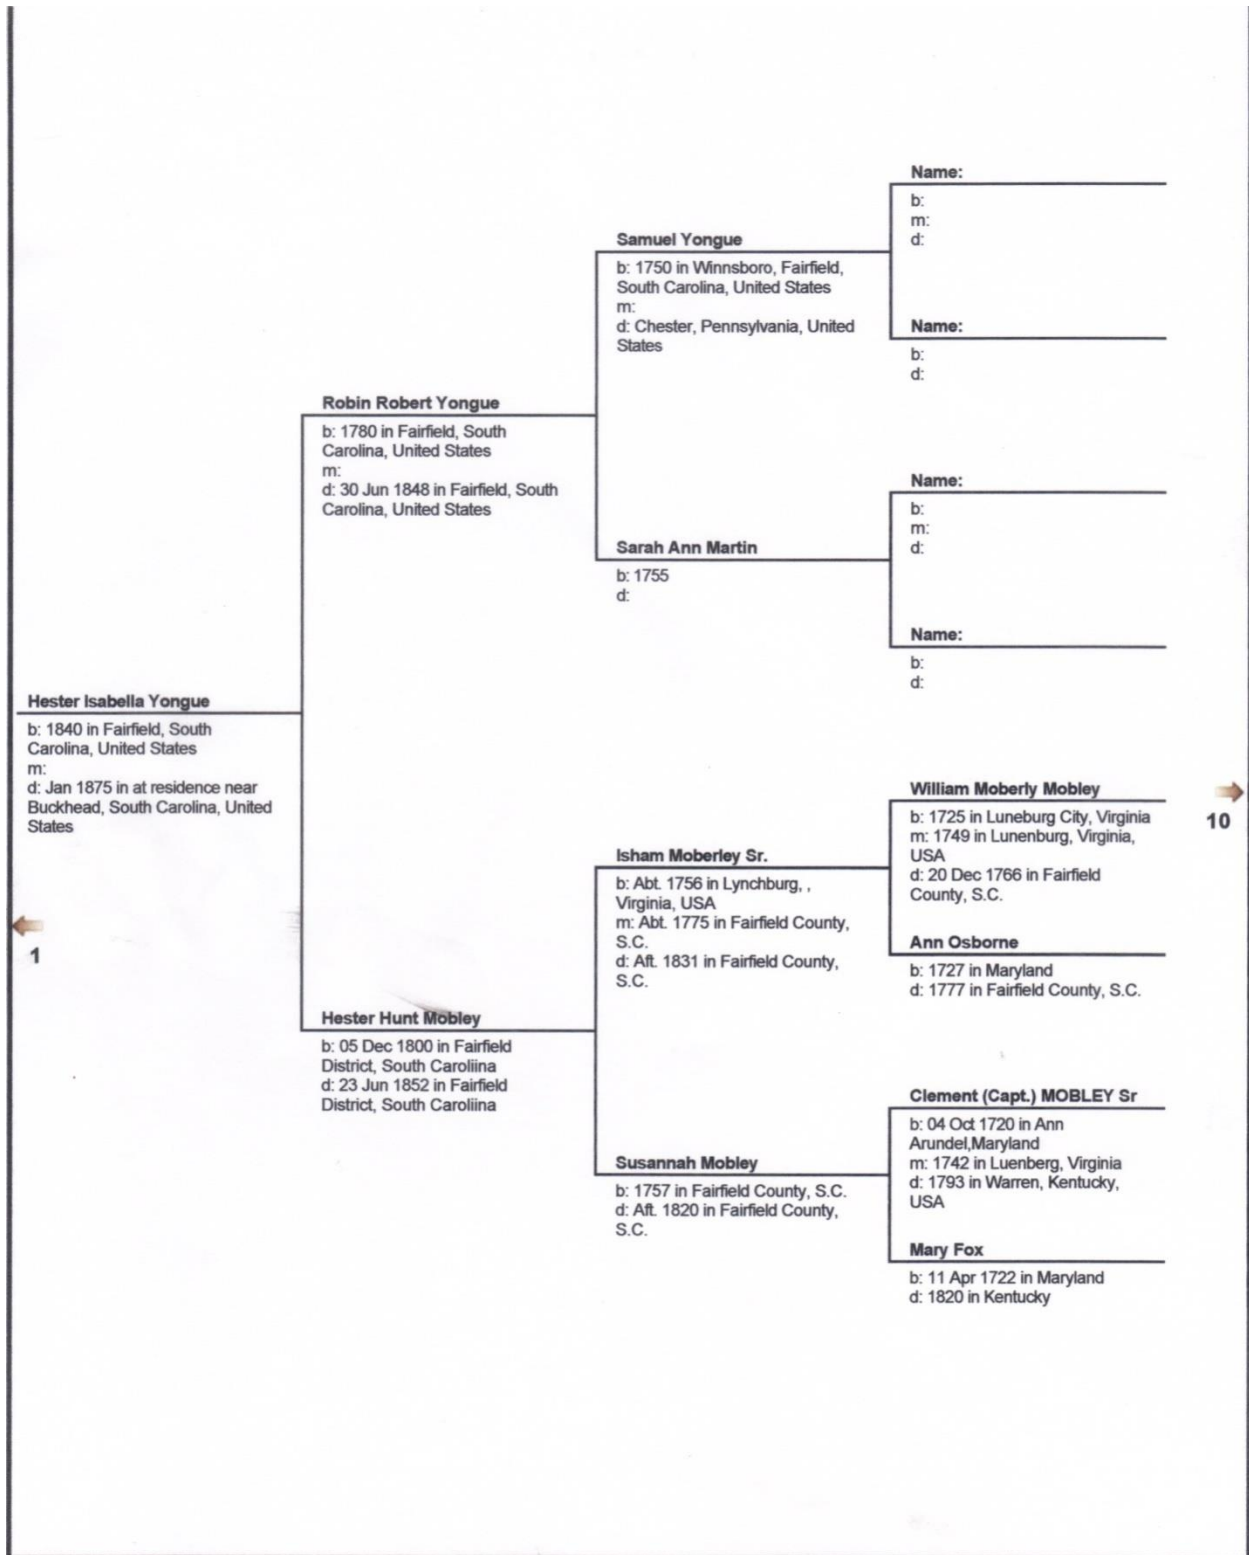 Name:
b:
m:
d:
Samuel Yongue
b: 1750 in Winnsboro, Fairfield,
South Carolina, United States
m:
d: Chester, Pennsylvania, United
States
Name:
b:
d:
Robin Robert Yongue
b: 1780 in Fairfield, South
Carolina, United States
m:
d: 30 Jun 1848 in Fairfield, South
Carolina, United States
Name:
b:
m:
d:
Sarah Ann Martin
b: 1755
d:
Name:
b:
d:
Hester Isabella Yongue
b: 1840 in Fairfield, South
Carolina, United States
m:
d: Jan 1875 in at residence near
Buckhead, South Carolina, United
States
William Moberly Mobley
b: 1725 in Luneburg City, Virginia
m: 1749 in Lunenburg, Virginia,
USA
d: 20 Dec 1766 in Fairfield
County, S.C.
10
Isham Moberley Sr.
b: Abt. 1756 in Lynchburg, ,
Virginia, USA
m: Abt. 1775 in Fairfield County,
S.C.
d: Aft. 1831 in Fairfield County,
S.C.
Ann Osborne
b: 1727 in Maryland
d: 1777 in Fairfield County, S.C.
1
Hester Hunt Mobley
b: 05 Dec 1800 in Fairfield
District, South Caroliina
d: 23 Jun 1852 in Fairfield
District, South Caroliina
Clement (Capt.) MOBLEY Sr
b: 04 Oct 1720 in Ann
Arundel,Maryland
m: 1742 in Luenberg, Virginia
d: 1793 in Warren, Kentucky,
USA
Susannah Mobley
b: 1757 in Fairfield County, S.C.
d: Aft. 1820 in Fairfield County,
S.C.
Mary Fox
b: 11 Apr 1722 in Maryland
d: 1820 in Kentucky